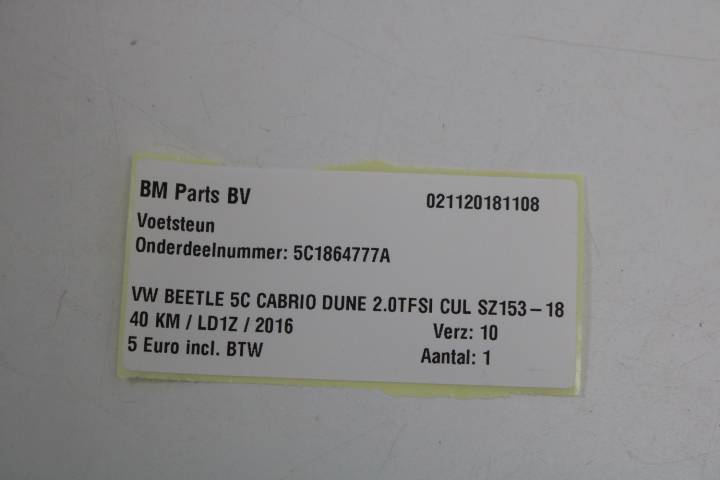 BM Parts BV 021120181108
Voetsteun
Onderdeelnummer: 5C1864777A
VW BEETLE 5C CABRIO DUNE 2.0TFSI CUL SZ153-18
40 KM / LD1Z / 2016 Verz: 10
5 Euro incl. BTW Aantal: 1